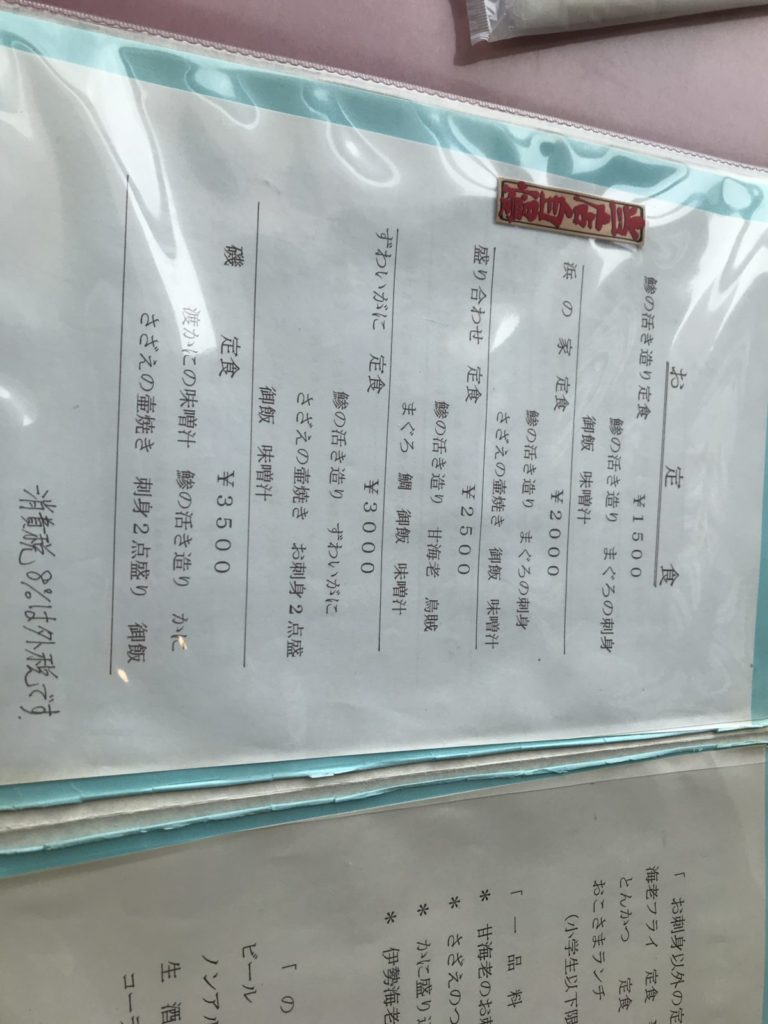 お定食
当店自慢
鯵の活き造り定食 ￥1500
鯵の活き造り まぐろの刺身
御飯 味噌汁
浜の家 定食 ￥2000
鯵の活き造り まぐろの刺身
さざえの壷焼き 御飯 味噌汁
盛り合わせ 定食 ￥2500
鯵の活き造り 甘海老 烏賊
まぐろ 鯛 御飯 味噌汁
ずわいがに 定食 ￥3000
鯵の活き造り ずわいがに
さざえの壷焼き お刺身2点盛
御飯 味噌汁
磯 定食 ￥3500
渡かにの味噌汁 鯵の活き造り かに
さざえの壷焼き 刺身2点盛り 御飯
消費税8%は外税です.
「お刺身以外の定
海老フライ 定食
とんかつ 定食
おこさまランチ
(小学生以下限
「一品料
* 甘海老のお刺
* さざえのつ
* かに盛り
* 伊勢海老
「の
ビール
ノンアル
生酒
コー